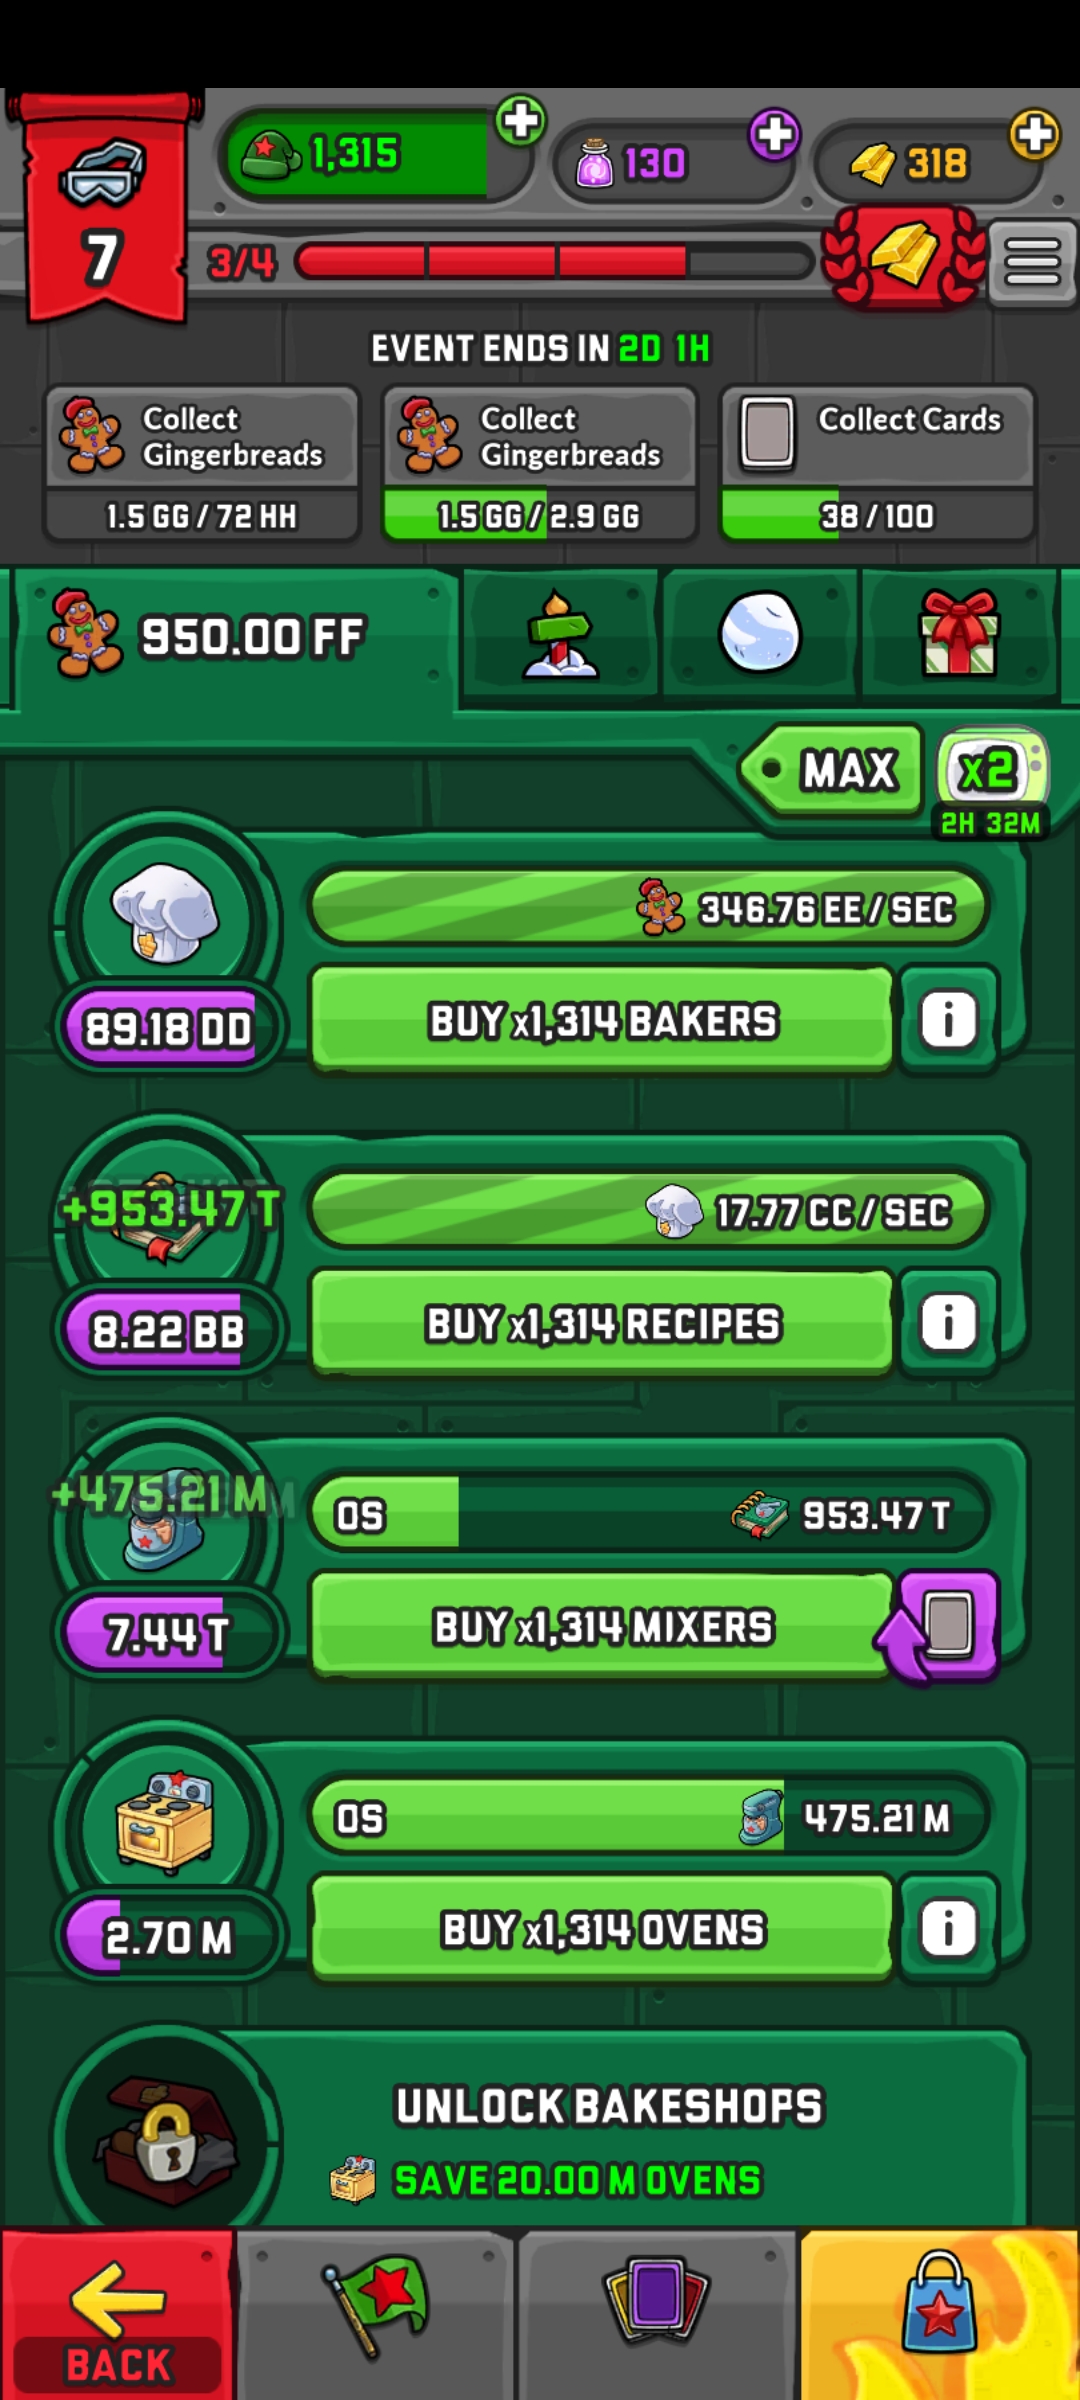 1,315
130
318
7
3/4
EVENT ENDS IN 2D 1H
Collect
Gingerbreads
1.5 GG / 72 HH
Collect
Gingerbreads
1.5 GG / 2.9 GG
Collect Cards
38 / 100
950.00 FF
MAX
x2
2H 32M
346.76 EE / SEC
89.18 DD
BUY x1,314 BAKERS
+953.47 T
17.77 CC / SEC
8.22 BB
BUY x1,314 RECIPES
+475.21 M
0S
953.47 T
7.44 T
BUY x1,314 MIXERS
0S
475.21 M
2.70 M
BUY x1,314 OVENS
UNLOCK BAKESHOPS
SAVE 20.00 M OVENS
BACK